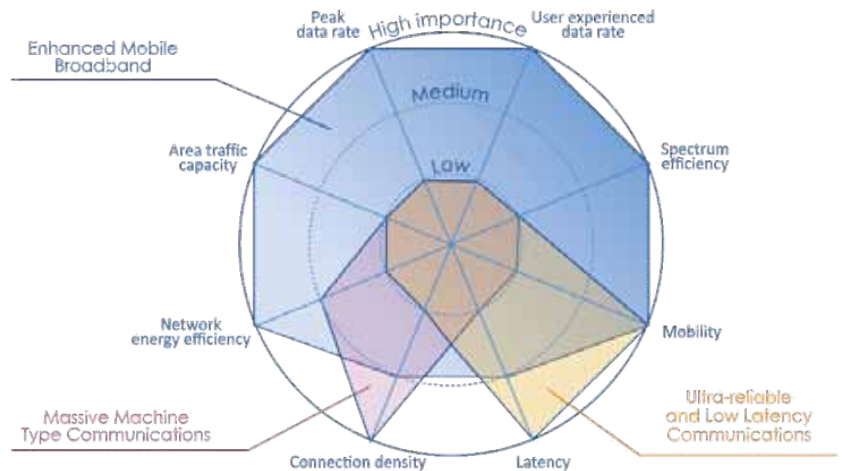 Peak
data rate
High importance
User experienced
data rate
Enhanced Mobile
Broadband
Medium
Area traffic
capacity
Low
Spectrum
efficiency
Network
energy efficiency
Mobility
Massive Machine
Type Communications
Ultra-reliable
and Low Latency
Communications
Connection density
Latency